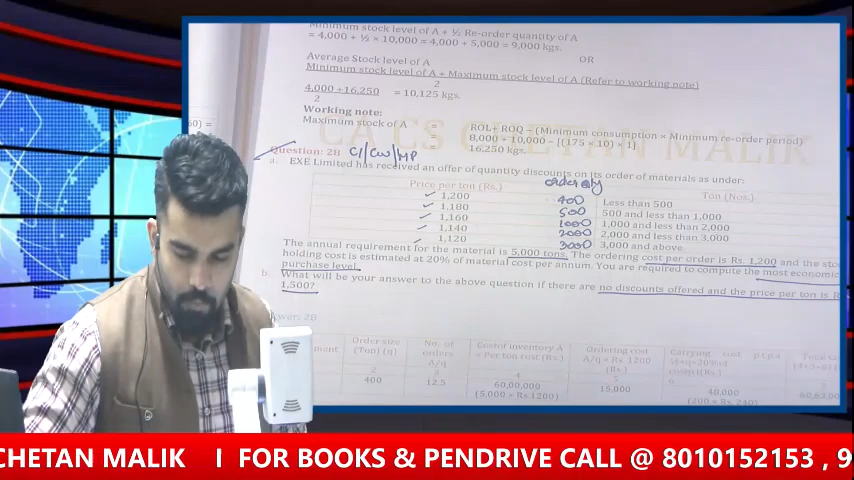 Minimum stock level of A + ½ Re-order quantity of A
= 4,000 + ½ × 10,000 = 4,000 + 5,000 = 9,000 kgs.
OR
Average Stock level of A
Minimum stock level of A + Maximum stock level of A (Refer to working note)
2
4,000 +16,250
2
= 10,125 kgs.
Working note:
Maximum stock of A
=
ROL+ ROQ – (Minimum consumption × Minimum re-order period)
8,000 + 10,000 – [(175 × 10) × 1]
16,250 kgs.
CA CS CHETAN MALIK
60) =
Question: 28
a. EXE Limited has received an offer of quantity discounts on its order of materials as under:
Price per ton (Rs.) order qty Ton (Nos.)
1,200 400 Less than 500
1,180 500 500 and less than 1,000
1,160 1000 1,000 and less than 2,000
1,140 2000 2,000 and less than 3,000
1,120 3000 3,000 and above
The annual requirement for the material is 5,000 tons. The ordering cost per order is Rs. 1,200 and the stoc
holding cost is estimated at 20% of material cost per annum. You are required to compute the most economic
purchase level.
b. What will be your answer to the above question if there are no discounts offered and the price per ton is R
1,500?
wer: 28
ment Order size (Ton) (q) No. of orders A/q Cost of inventory A × Per ton cost (Rs.) Ordering cost A/q × Rs. 1200 (Rs.) Carrying cost p.t.p.a
2 3 4 5 6
400 12.5 60,00,000 15,000 48,000
(5,000 × Rs.1200) (200 × Rs. 240)
CHETAN MALIK I FOR BOOKS & PENDRIVE CALL @ 8010152153 , 9